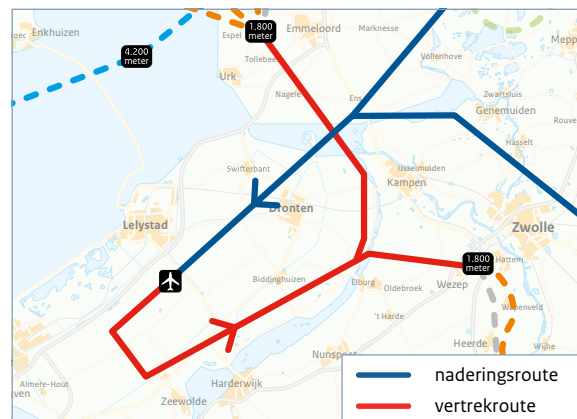 Enkhuizen
4.200
meter
1.800
meter
Espel
Emmeloord
Marknesse
Tollebeek
Urk
Vollenhove
Nagele
Ens
Zwartsluis
Genemuiden
Hasselt
Swifterbant
IJsselmuiden
Kampen
Dronten
Lelystad
Zwolle
Biddinghuizen
Elburg
Oldebroek
1.800
meter
Hattem
Wezep
't Harde
Wapenveld
Nunspeet
Heerde
Wijhe
Almere-Hout
Harderwijk
Zeewolde
naderingsroute
vertrekroute